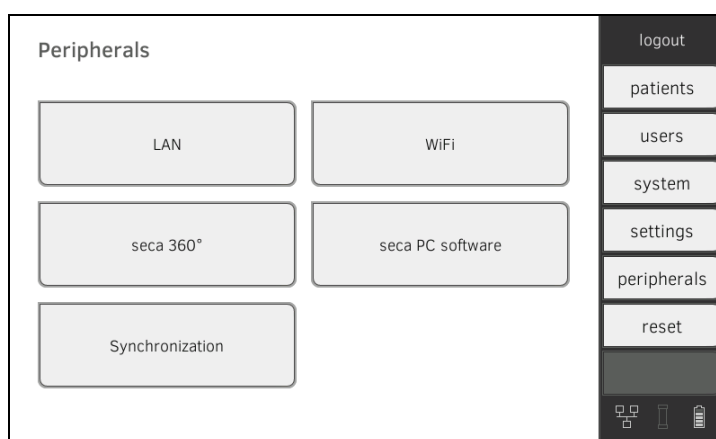 Peripherals
LAN
WiFi
seca 360°
seca PC software
Synchronization
logout
patients
users
system
settings
peripherals
reset